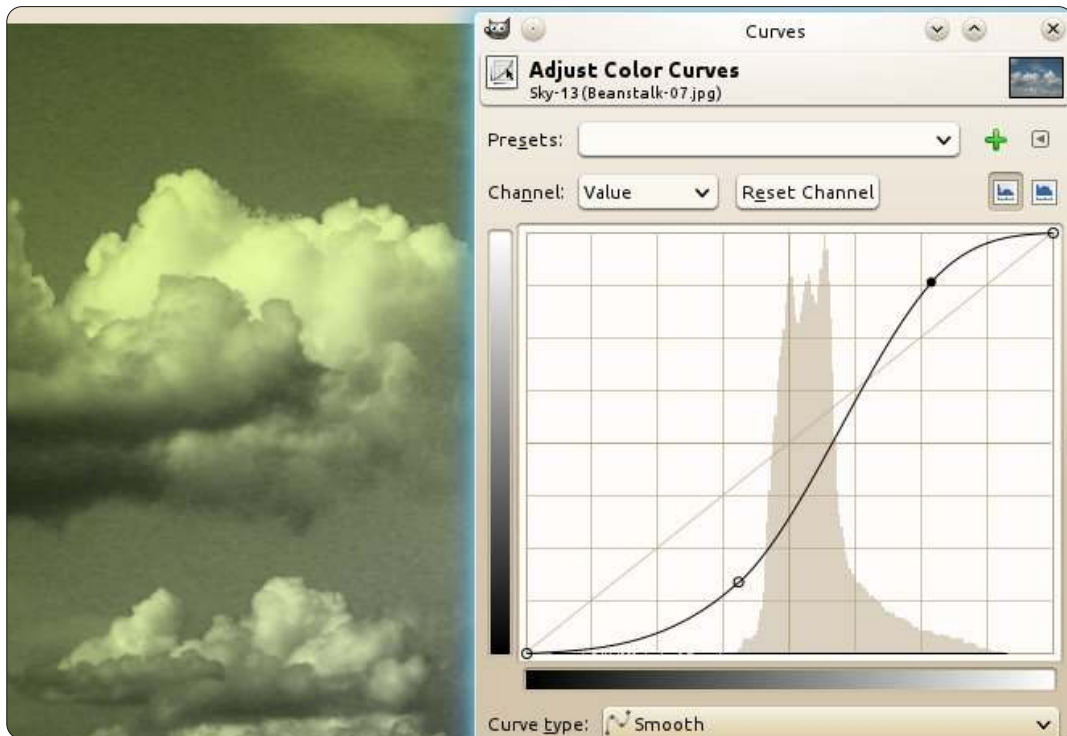 Curves
Adjust Color Curves
Sky-13 (Beanstalk-07.jpg)
Presets:
Channel: Value Reset Channel
Curve type: Smooth